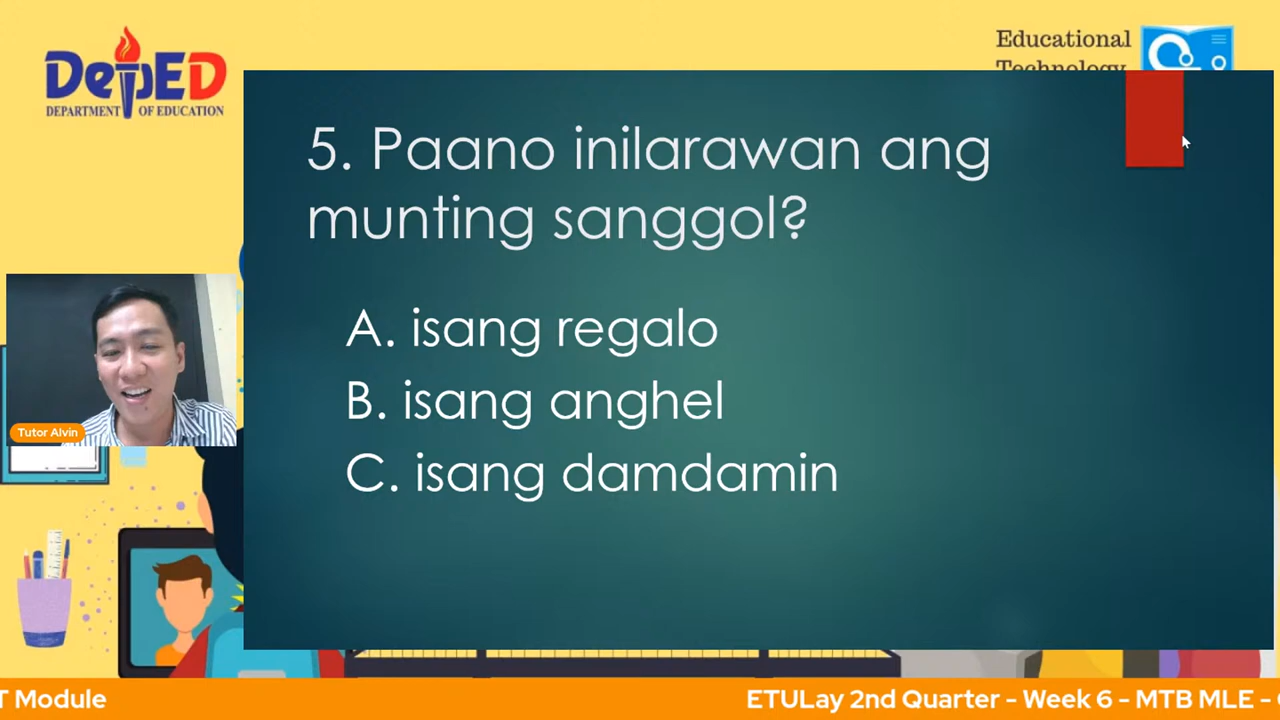 DepED
DEPARTMENT OF EDUCATION
Educational
Technology
5. Paano inilarawan ang
munting sanggol?
A. isang regalo
B. isang anghel
C. isang damdamin
Tutor Alvin
T Module
ETULay 2nd Quarter - Week 6 - MTB MLE -